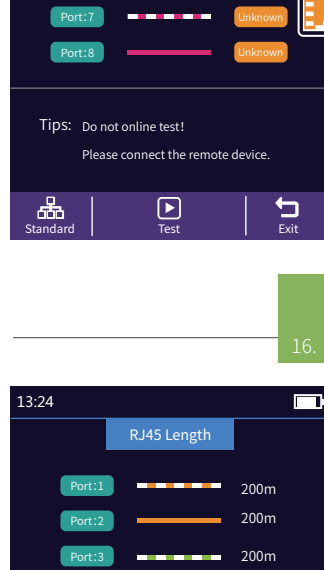 Port:7 Unknown
Port:8 Unknown
Tips: Do not online test!
Please connect the remote device.
Standard Test Exit
16.
13:24
RJ45 Length
Port:1 200m
Port:2 200m
Port:3 200m